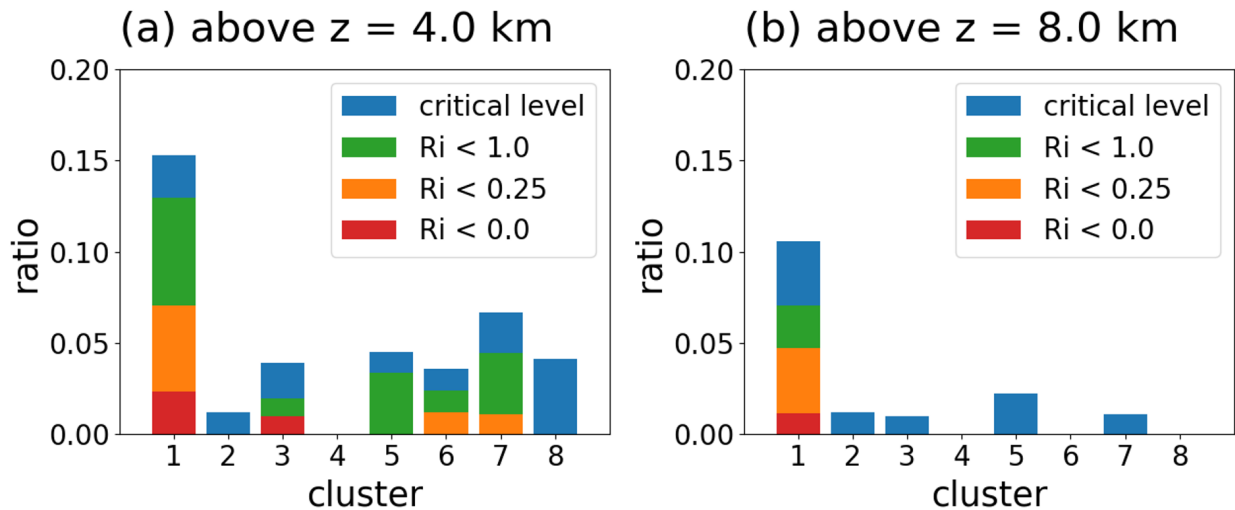 (a) above z = 4.0 km
0.20
0.15
0.10
0.05
0.00
ratio
critical level
Ri < 1.0
Ri < 0.25
Ri < 0.0
1 2 3 4 5 6 7 8
cluster
(b) above z = 8.0 km
0.20
0.15
0.10
0.05
0.00
ratio
critical level
Ri < 1.0
Ri < 0.25
Ri < 0.0
1 2 3 4 5 6 7 8
cluster